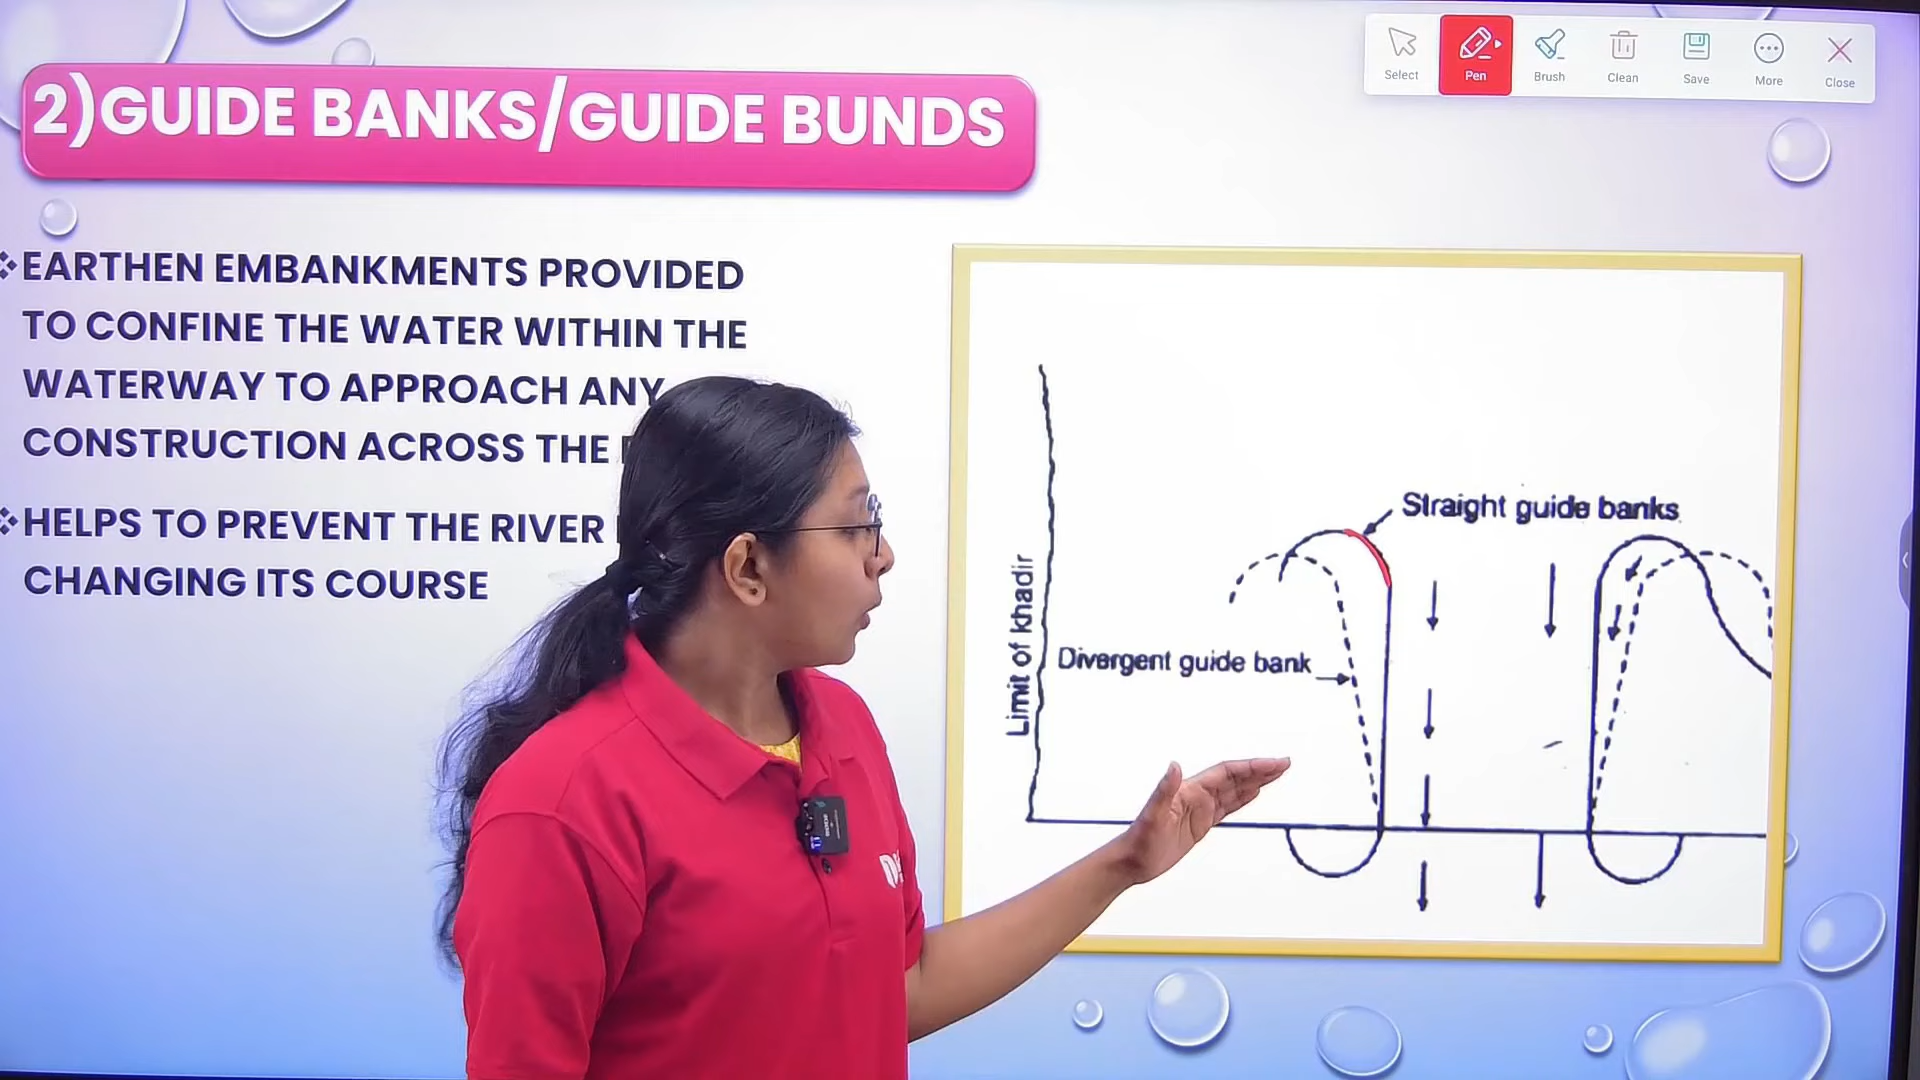 2)GUIDE BANKS/GUIDE BUNDS
Select
Pen
Brush
Clean
Save
More
Close
❖EARTHEN EMBANKMENTS PROVIDED
TO CONFINE THE WATER WITHIN THE
WATERWAY TO APPROACH ANY
CONSTRUCTION ACROSS THE
❖HELPS TO PREVENT THE RIVER
CHANGING ITS COURSE
Straight guide banks
Limit of khadir
Divergent guide bank